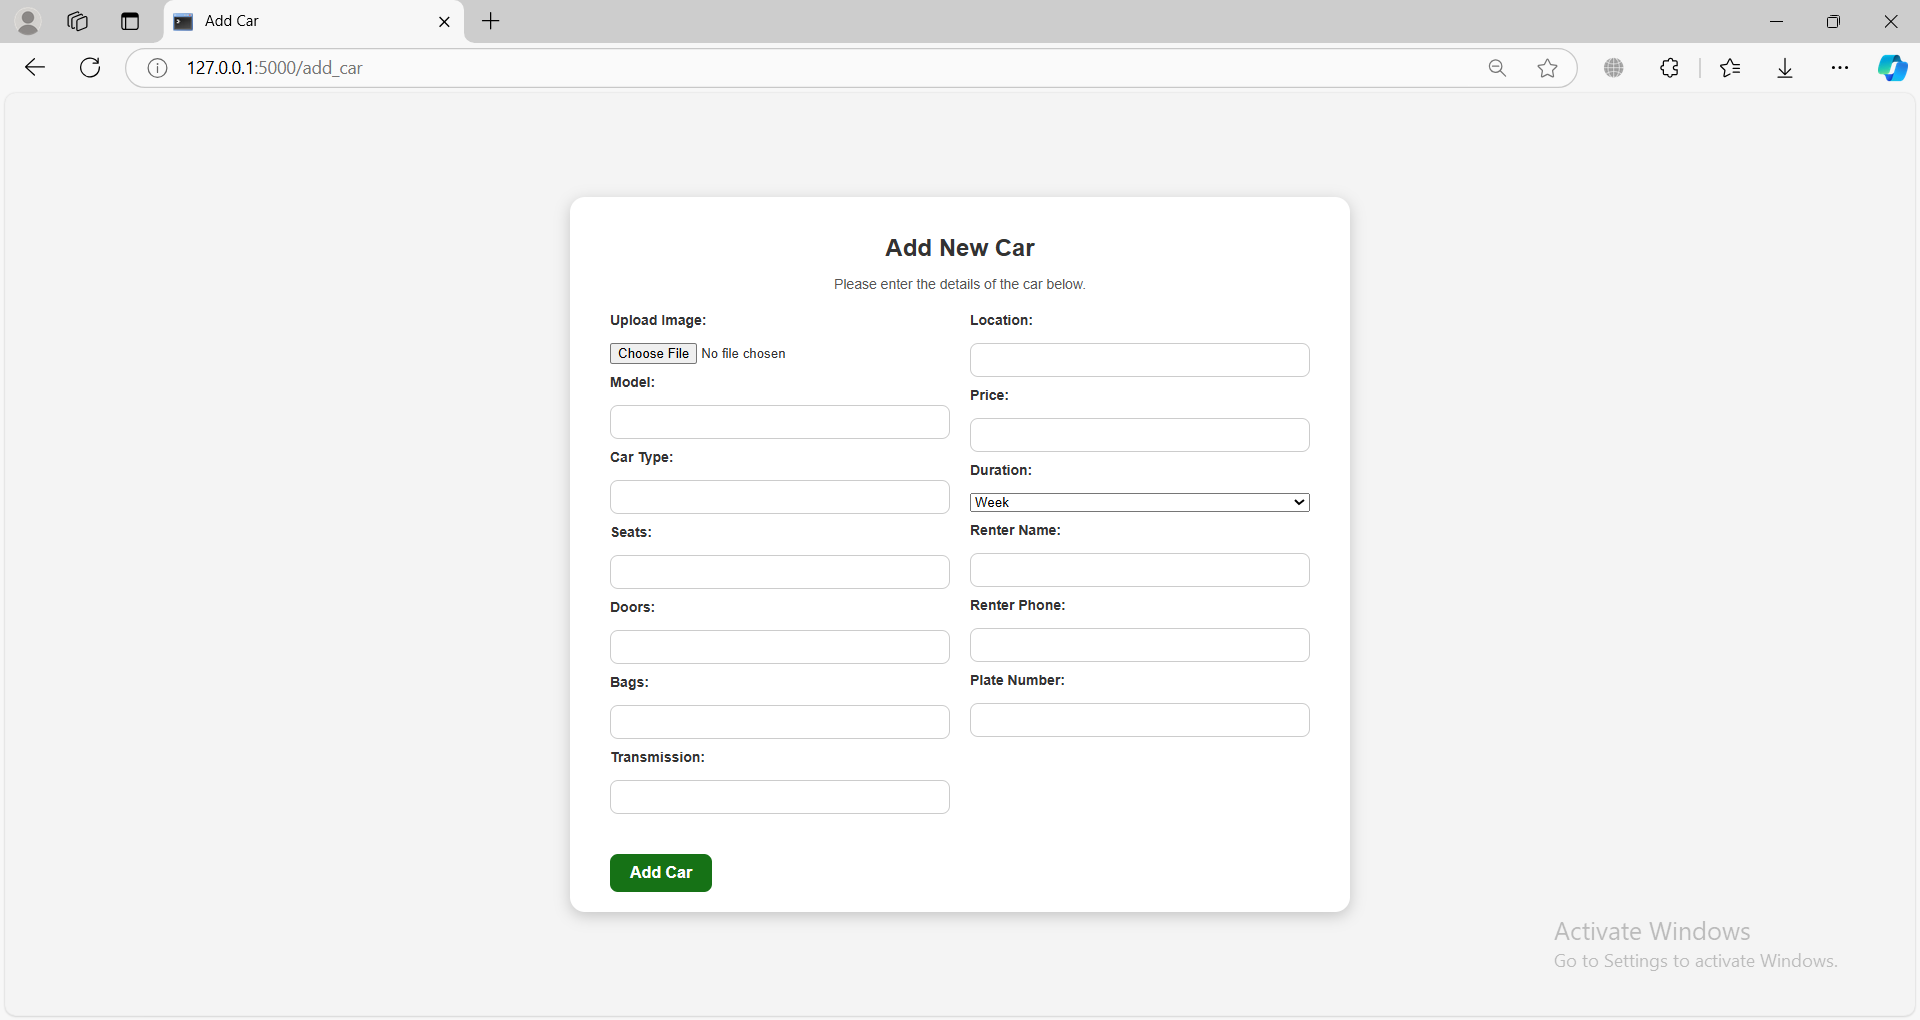 Add Car
127.0.0.1:5000/add_car
Add New Car
Please enter the details of the car below.
Upload Image:
Choose File No file chosen
Model:
Car Type:
Seats:
Doors:
Bags:
Transmission:
Location:
Price:
Duration:
Week
Renter Name:
Renter Phone:
Plate Number:
Add Car
Activate Windows
Go to Settings to activate Windows.